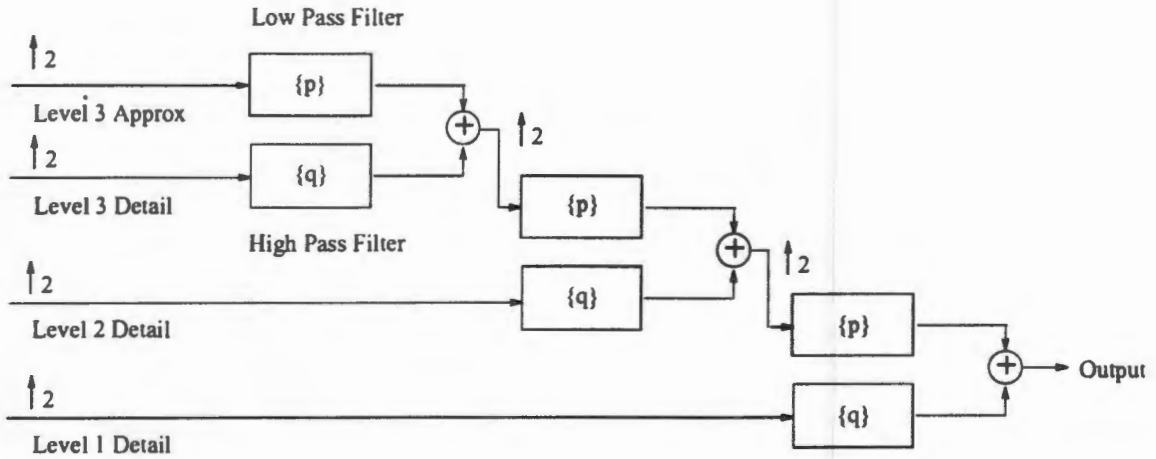 Low Pass Filter
↑2
{p}
Level 3 Approx
+
↑2
↑2
{q}
Level 3 Detail
{p}
High Pass Filter
+
↑2
↑2
{q}
Level 2 Detail
{p}
+
Output
↑2
{q}
Level 1 Detail